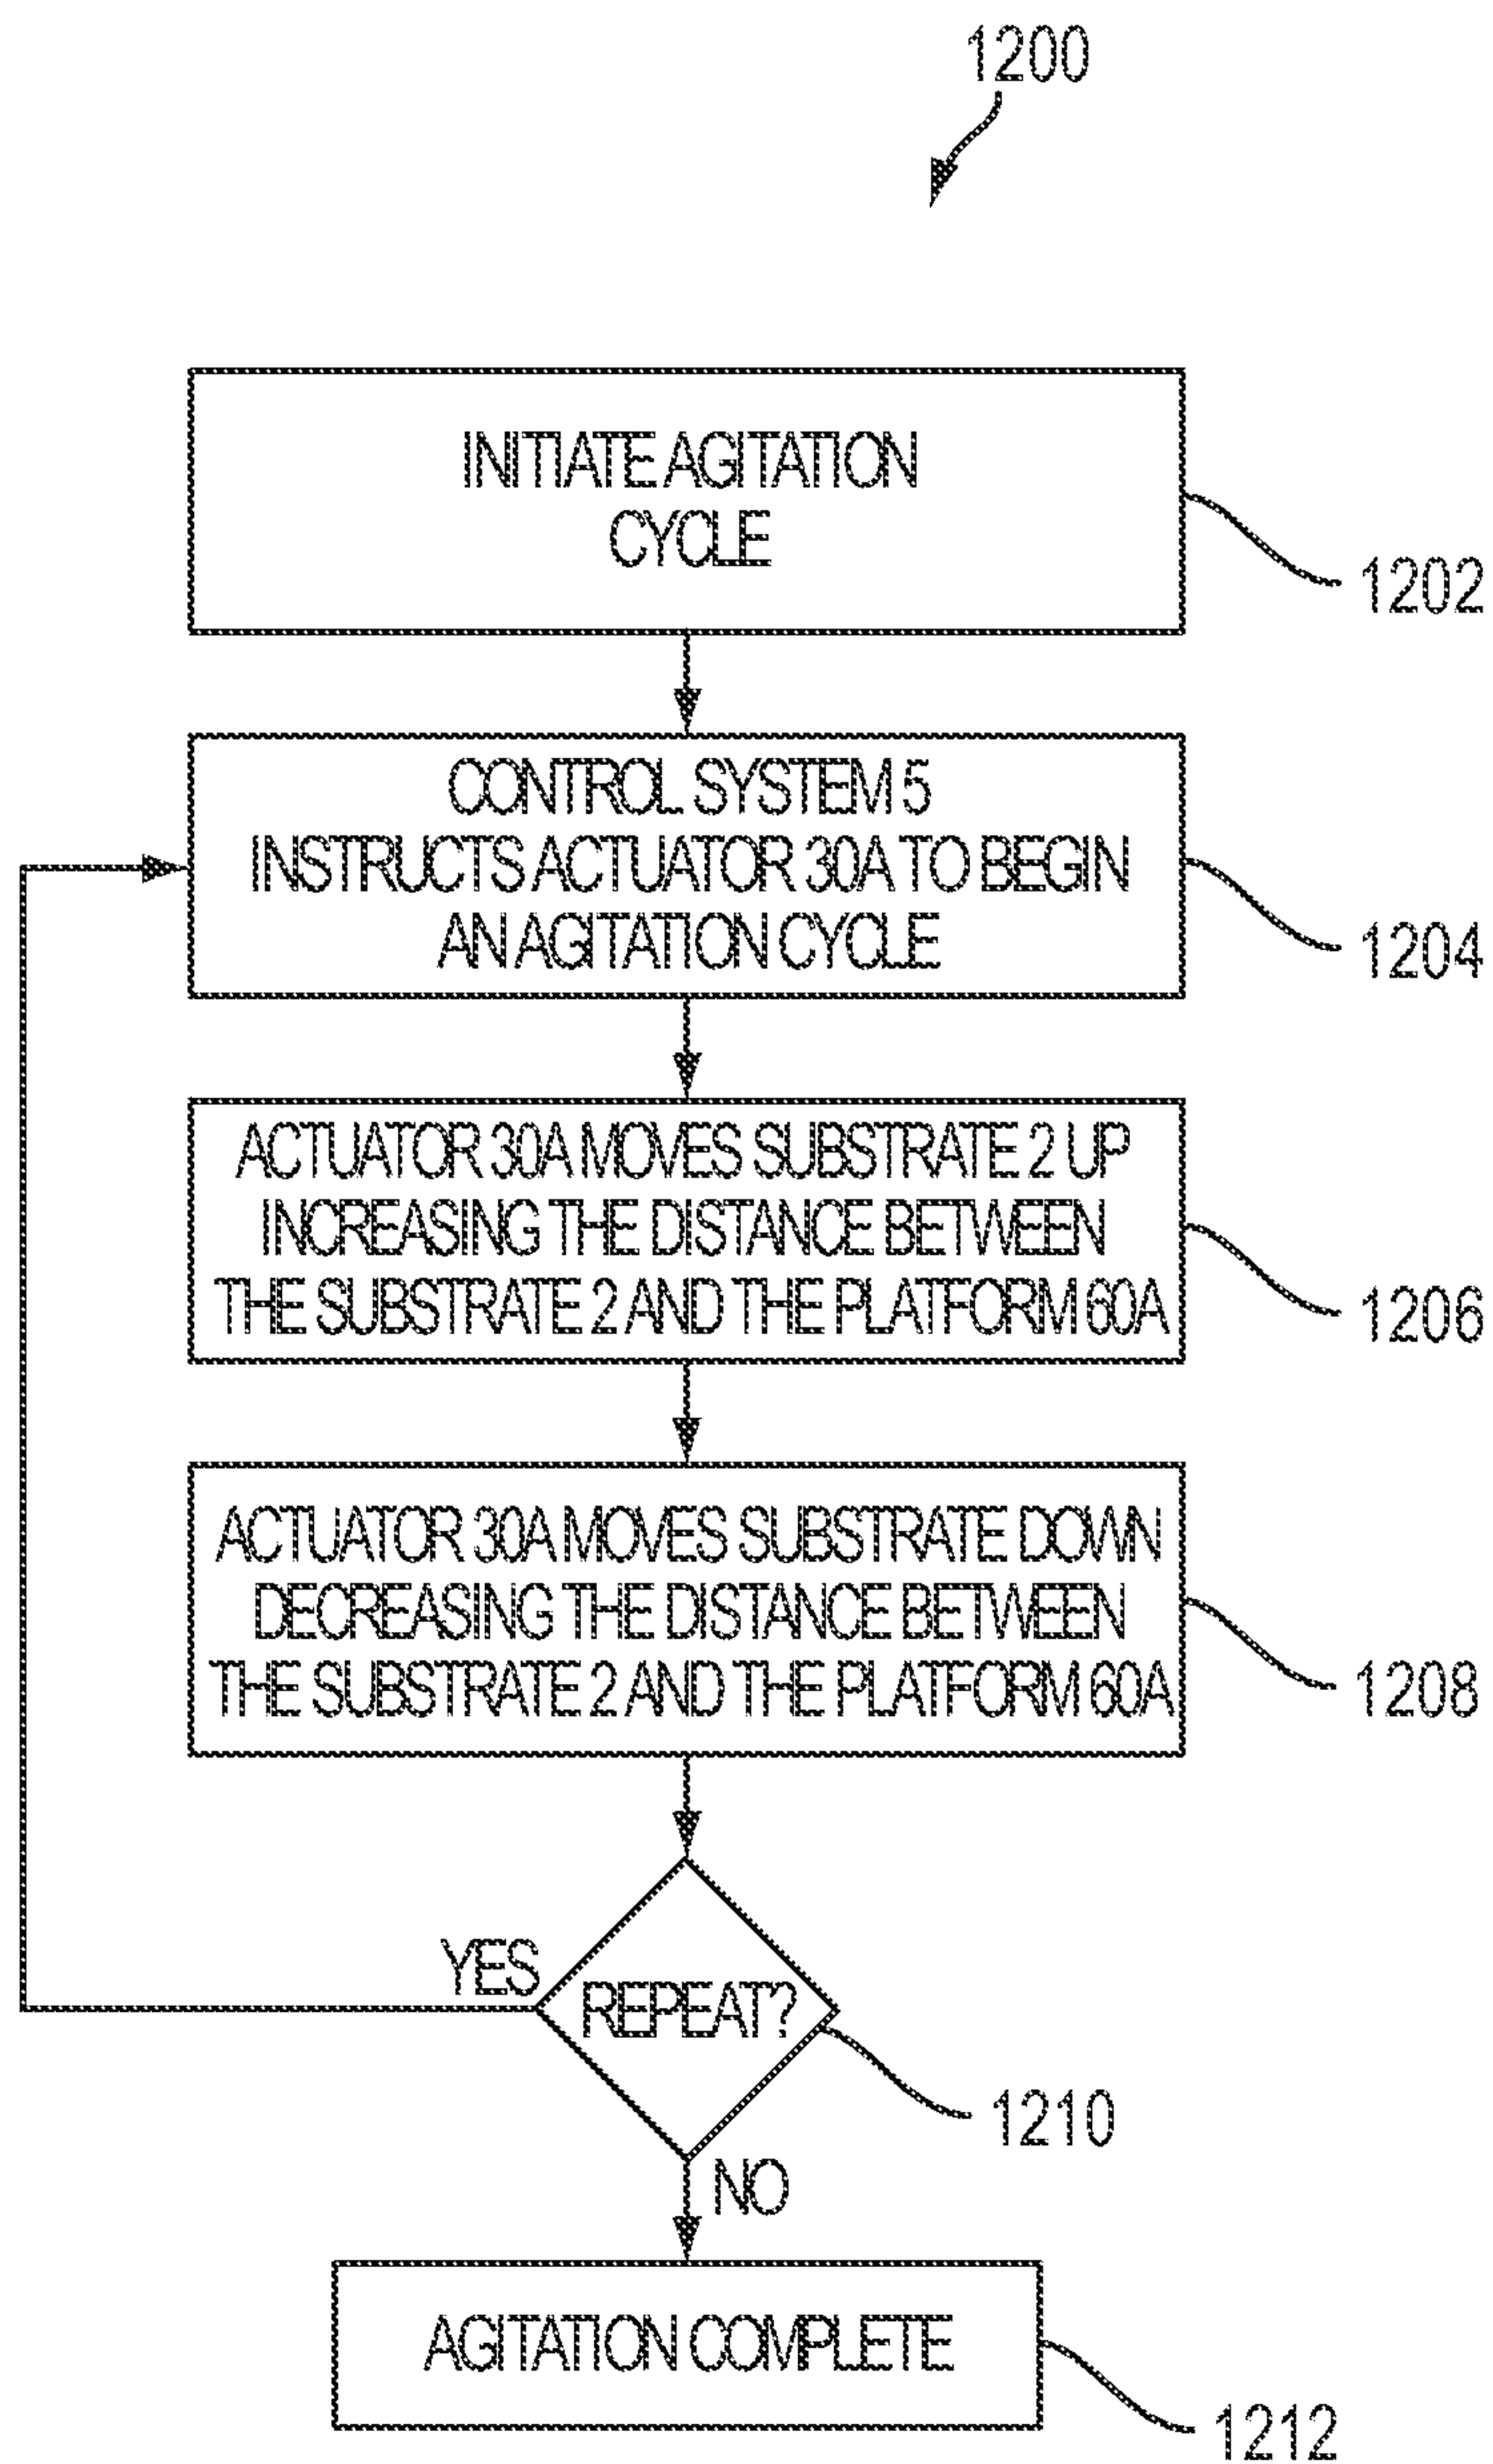 1200
INITIATE AGITATION
CYCLE
1202
CONTROL SYSTEM 5
INSTRUCTS ACTUATOR 30A TO BEGIN
AN AGITATION CYCLE
1204
ACTUATOR 30A MOVES SUBSTRATE 2 UP
INCREASING THE DISTANCE BETWEEN
THE SUBSTRATE 2 AND THE PLATFORM 60A
1206
ACTUATOR 30A MOVES SUBSTRATE DOWN
DECREASING THE DISTANCE BETWEEN
THE SUBSTRATE 2 AND THE PLATFORM 60A
1208
YES
REPEAT?
1210
NO
AGITATION COMPLETE
1212